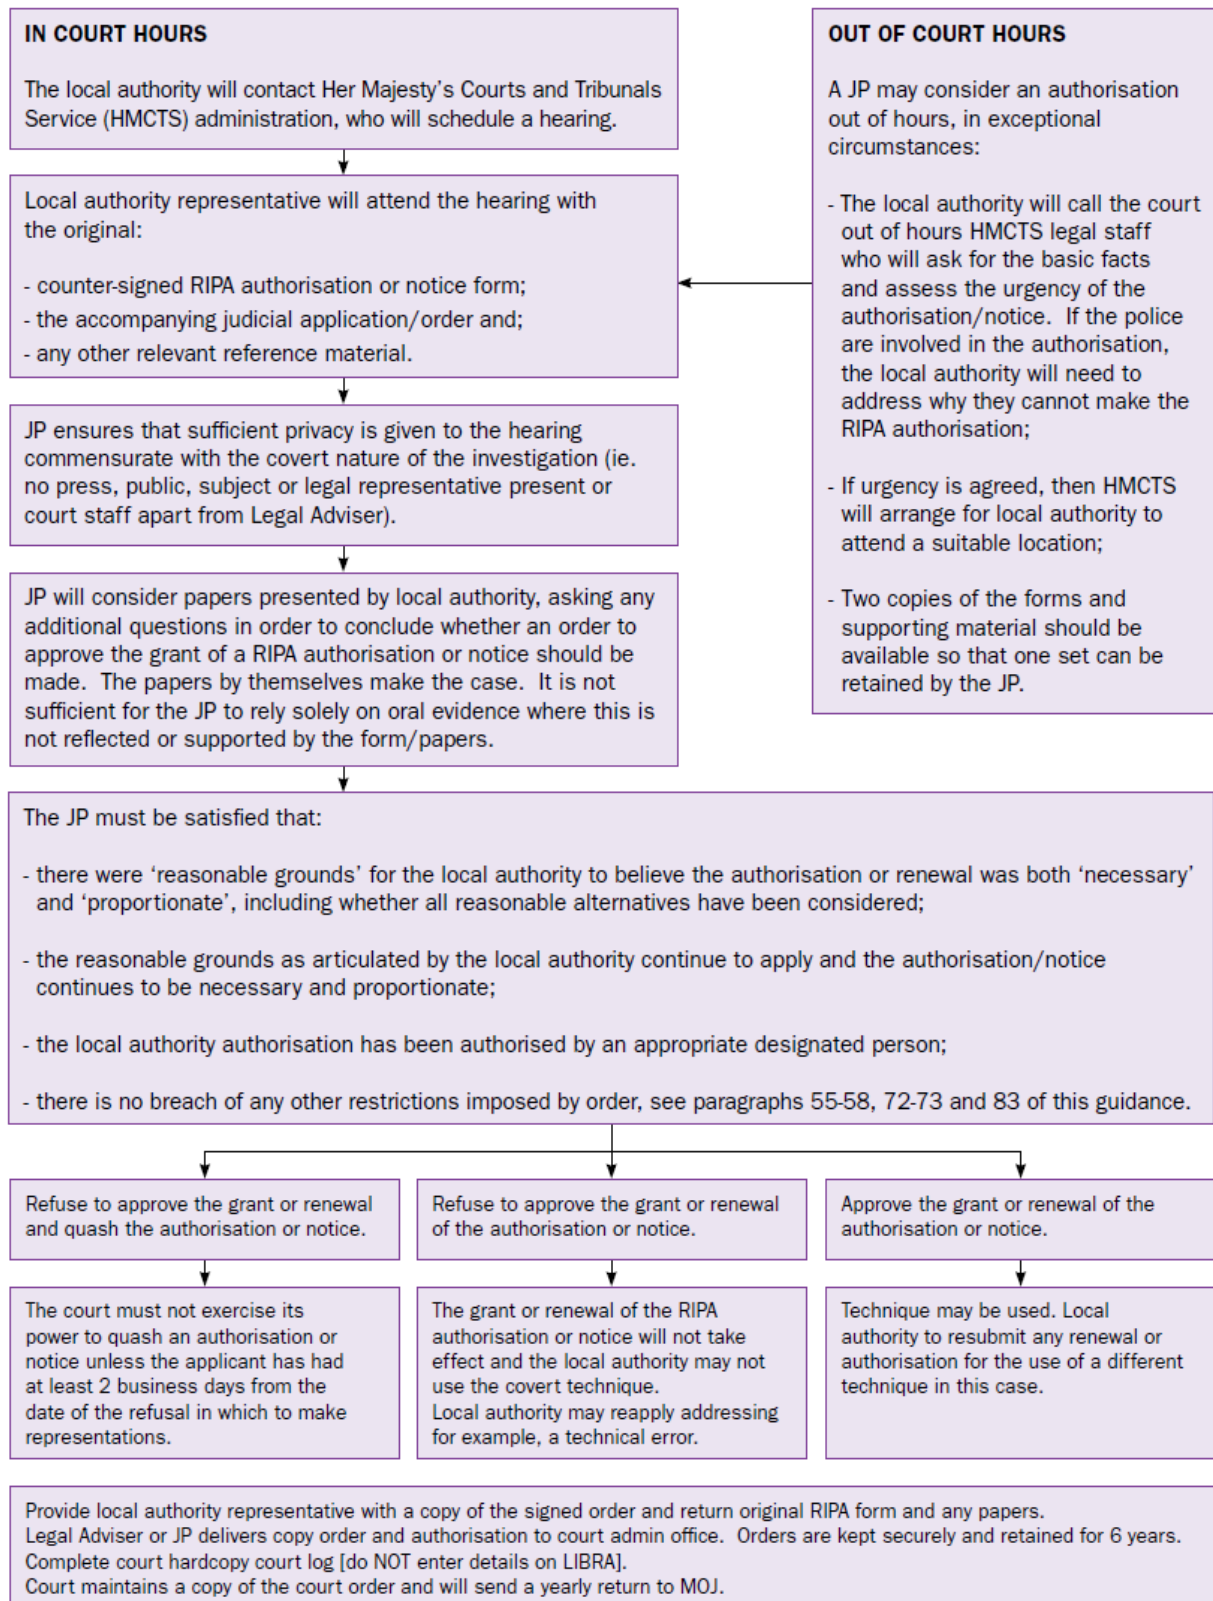 IN COURT HOURS
The local authority will contact Her Majesty's Courts and Tribunals
Service (HMCTS) administration, who will schedule a hearing.
Local authority representative will attend the hearing with
the original:
- counter-signed RIPA authorisation or notice form;
- the accompanying judicial application/order and;
- any other relevant reference material.
JP ensures that sufficient privacy is given to the hearing
commensurate with the covert nature of the investigation (ie.
no press, public, subject or legal representative present or
court staff apart from Legal Adviser).
JP will consider papers presented by local authority, asking any
additional questions in order to conclude whether an order to
approve the grant of a RIPA authorisation or notice should be
made.  The papers by themselves make the case.  It is not
sufficient for the JP to rely solely on oral evidence where this is
not reflected or supported by the form/papers.
OUT OF COURT HOURS
A JP may consider an authorisation
out of hours, in exceptional
circumstances:
- The local authority will call the court
out of hours HMCTS legal staff
who will ask for the basic facts
and assess the urgency of the
authorisation/notice.  If the police
are involved in the authorisation,
the local authority will need to
address why they cannot make the
RIPA authorisation;
- If urgency is agreed, then HMCTS
will arrange for local authority to
attend a suitable location;
- Two copies of the forms and
supporting material should be
available so that one set can be
retained by the JP.
The JP must be satisfied that:
- there were 'reasonable grounds' for the local authority to believe the authorisation or renewal was both 'necessary'
and 'proportionate', including whether all reasonable alternatives have been considered;
- the reasonable grounds as articulated by the local authority continue to apply and the authorisation/notice
continues to be necessary and proportionate;
- the local authority authorisation has been authorised by an appropriate designated person;
- there is no breach of any other restrictions imposed by order, see paragraphs 55-58, 72-73 and 83 of this guidance.
Refuse to approve the grant or renewal
and quash the authorisation or notice.
The court must not exercise its
power to quash an authorisation or
notice unless the applicant has had
at least 2 business days from the
date of the refusal in which to make
representations.
Refuse to approve the grant or renewal
of the authorisation or notice.
The grant or renewal of the RIPA
authorisation or notice will not take
effect and the local authority may not
use the covert technique.
Local authority may reapply addressing
for example, a technical error.
Approve the grant or renewal of the
authorisation or notice.
Technique may be used. Local
authority to resubmit any renewal or
authorisation for the use of a different
technique in this case.
Provide local authority representative with a copy of the signed order and return original RIPA form and any papers.
Legal Adviser or JP delivers copy order and authorisation to court admin office.  Orders are kept securely and retained for 6 years.
Complete court hardcopy court log [do NOT enter details on LIBRA].
Court maintains a copy of the court order and will send a yearly return to MOJ.